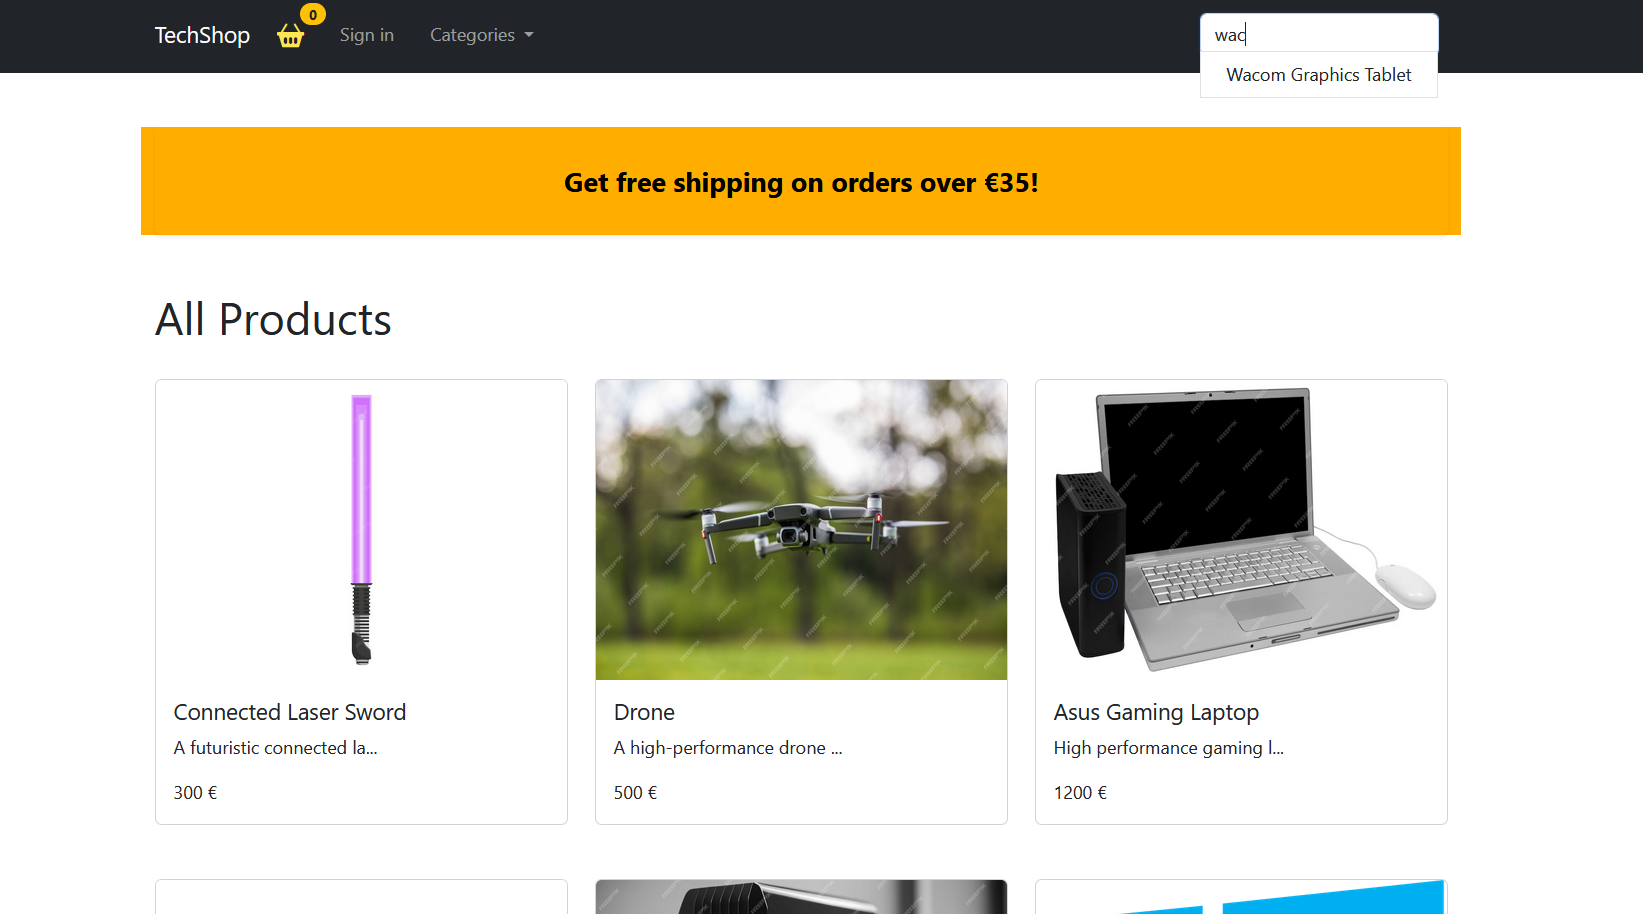 TechShop
0
Sign in
Categories
wac
Wacom Graphics Tablet
Get free shipping on orders over €35!
All Products
Connected Laser Sword
A futuristic connected la...
300 €
Drone
A high-performance drone ...
500 €
Asus Gaming Laptop
High performance gaming l...
1200 €